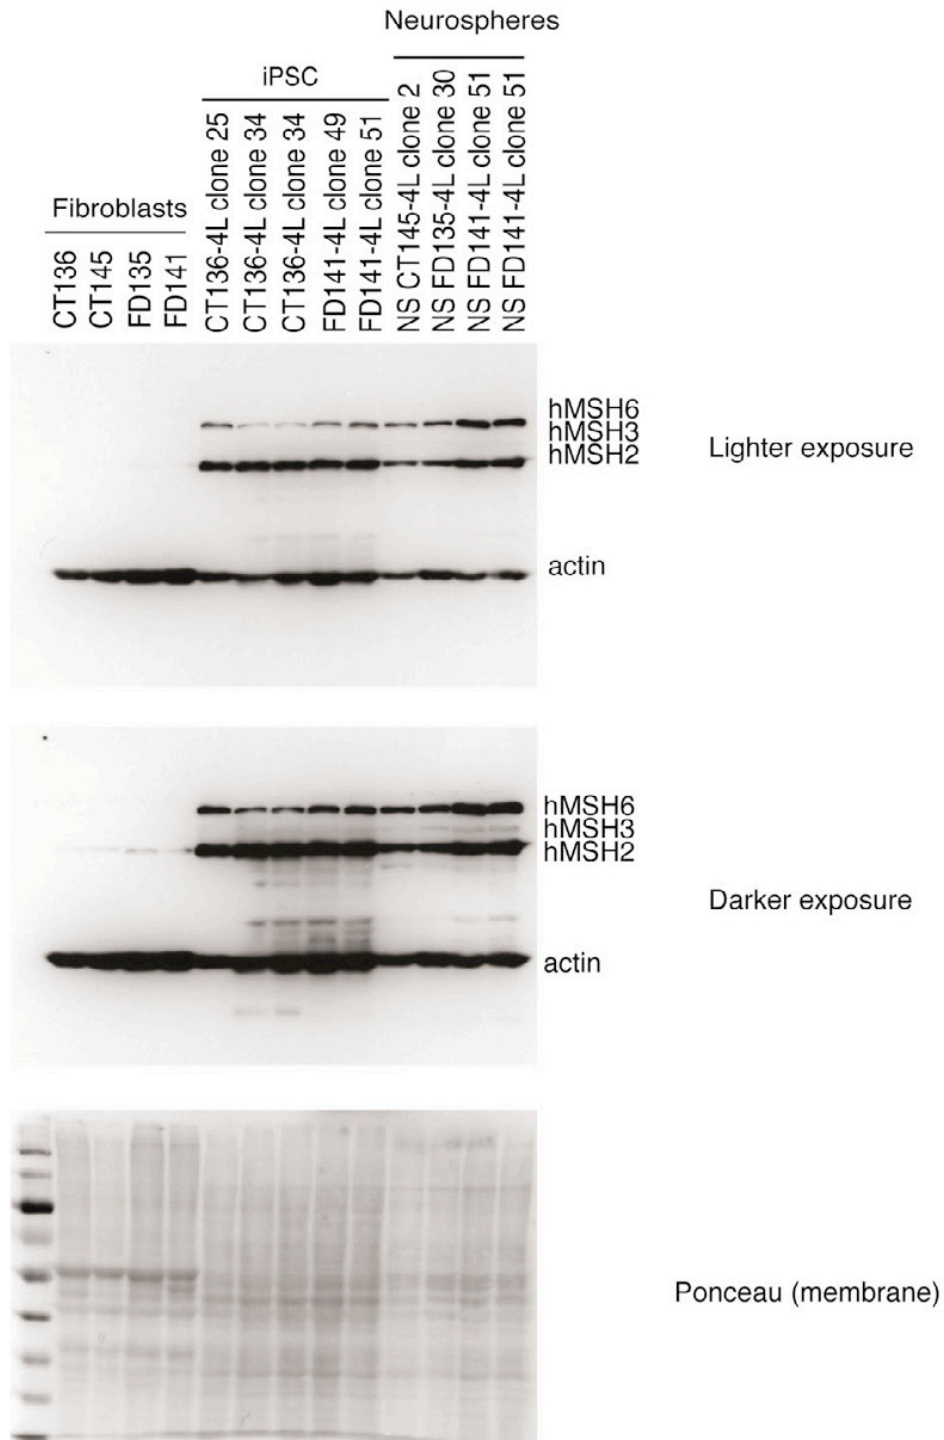 Neurospheres
iPSC
Fibroblasts
CT136
CT145
FD135
FD141
CT136-4L clone 25
CT136-4L clone 34
CT136-4L clone 34
FD141-4L clone 49
FD141-4L clone 51
NS CT145-4L clone 2
NS FD135-4L clone 30
NS FD141-4L clone 51
NS FD141-4L clone 51
hMSH6
hMSH3
hMSH2
actin
Lighter exposure
hMSH6
hMSH3
hMSH2
actin
Darker exposure
Ponceau (membrane)